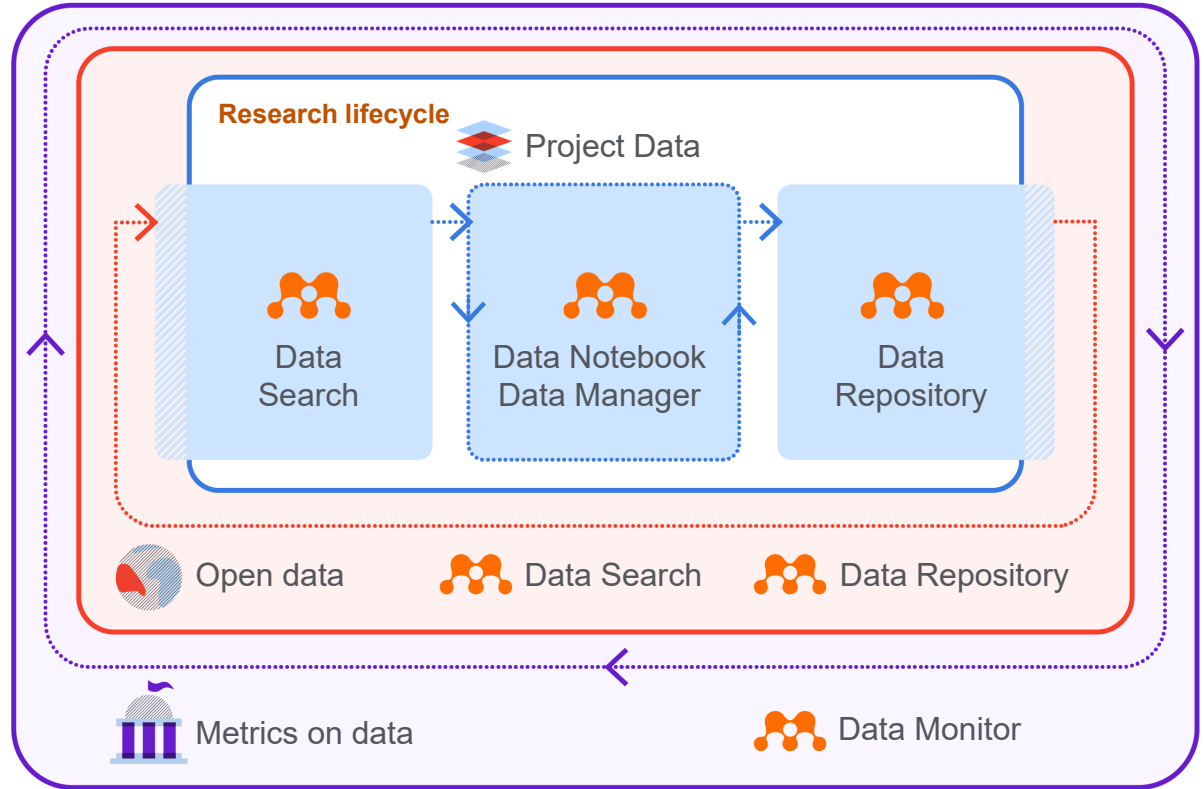 Research lifecycle
Project Data
Data
Search
Data Notebook
Data Manager
Data
Repository
Open data
Data Search
Data Repository
Metrics on data
Data Monitor